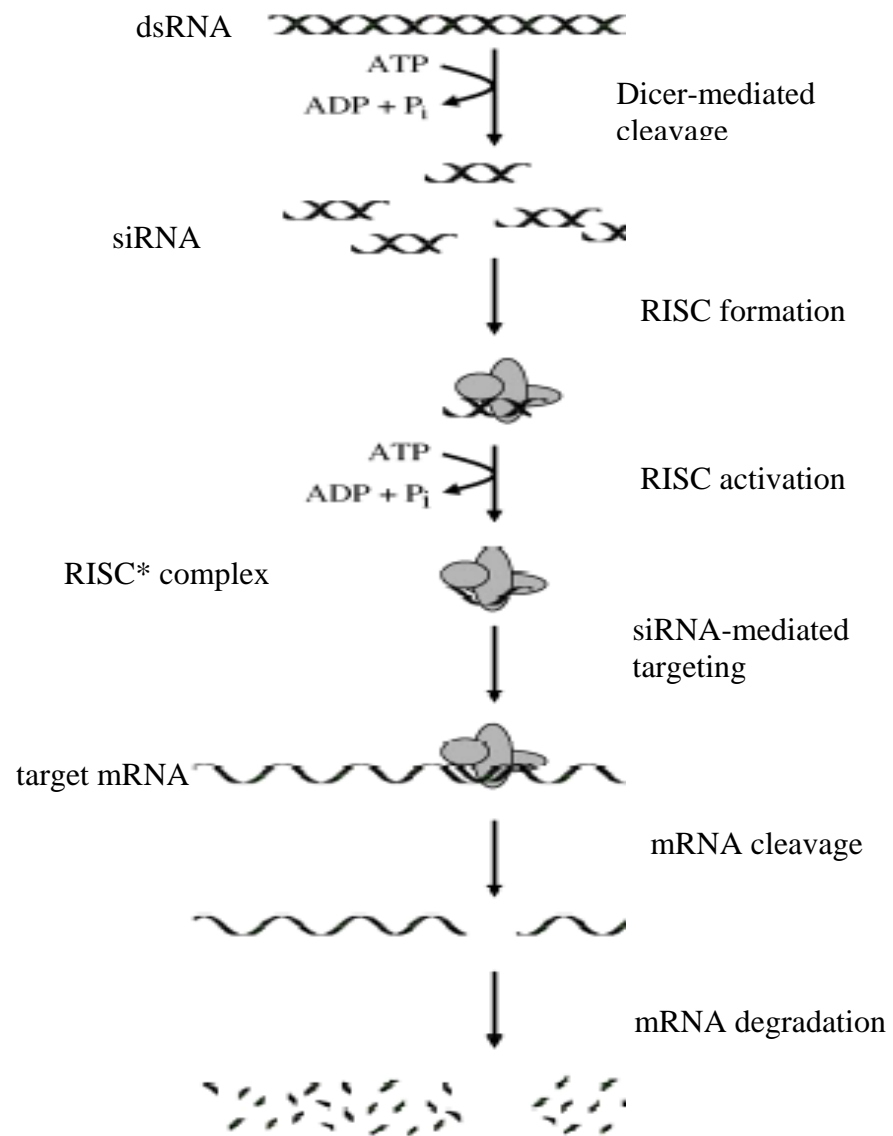 dsRNA
ATP
ADP + Pi
Dicer-mediated
cleavage
siRNA
RISC formation
ATP
ADP + Pi
RISC activation
RISC* complex
siRNA-mediated
targeting
target mRNA
mRNA cleavage
mRNA degradation